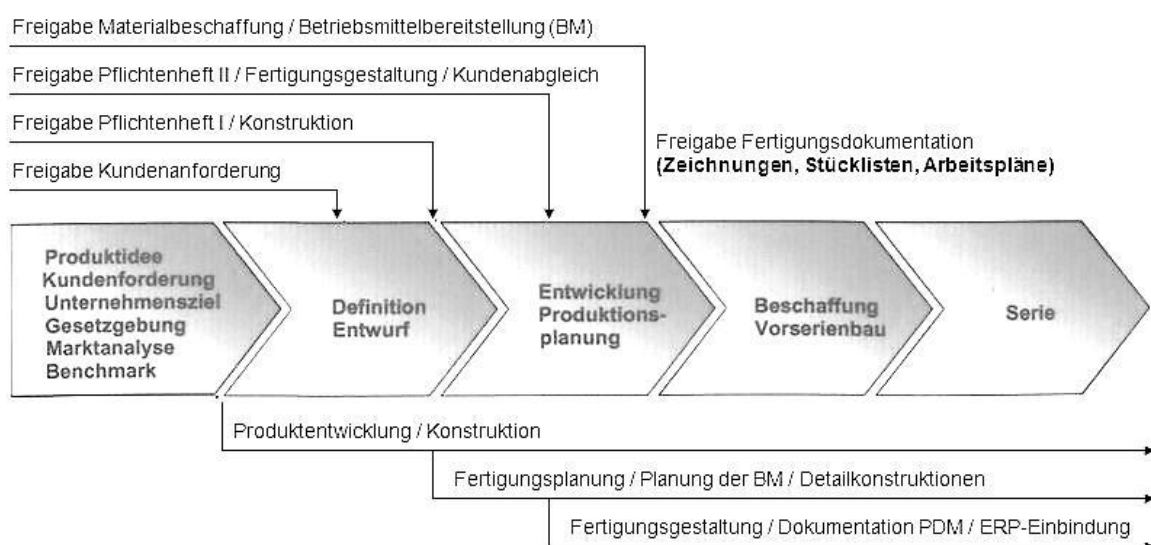 Freigabe Materialbeschaffung / Betriebsmittelbereitstellung (BM)
Freigabe Pflichtenheft II / Fertigungsgestaltung / Kundenabgleich
Freigabe Pflichtenheft I / Konstruktion
Freigabe Kundenanforderung
Freigabe Fertigungsdokumentation
(Zeichnungen, Stücklisten, Arbeitspläne)
Produktidee
Kundenforderung
Unternehmensziel
Gesetzgebung
Marktanalyse
Benchmark
Definition
Entwurf
Entwicklung
Produktions-
planung
Beschaffung
Vorserienbau
Serie
Produktentwicklung / Konstruktion
Fertigungsplanung / Planung der BM / Detailkonstruktionen
Fertigungsgestaltung / Dokumentation PDM / ERP-Einbindung